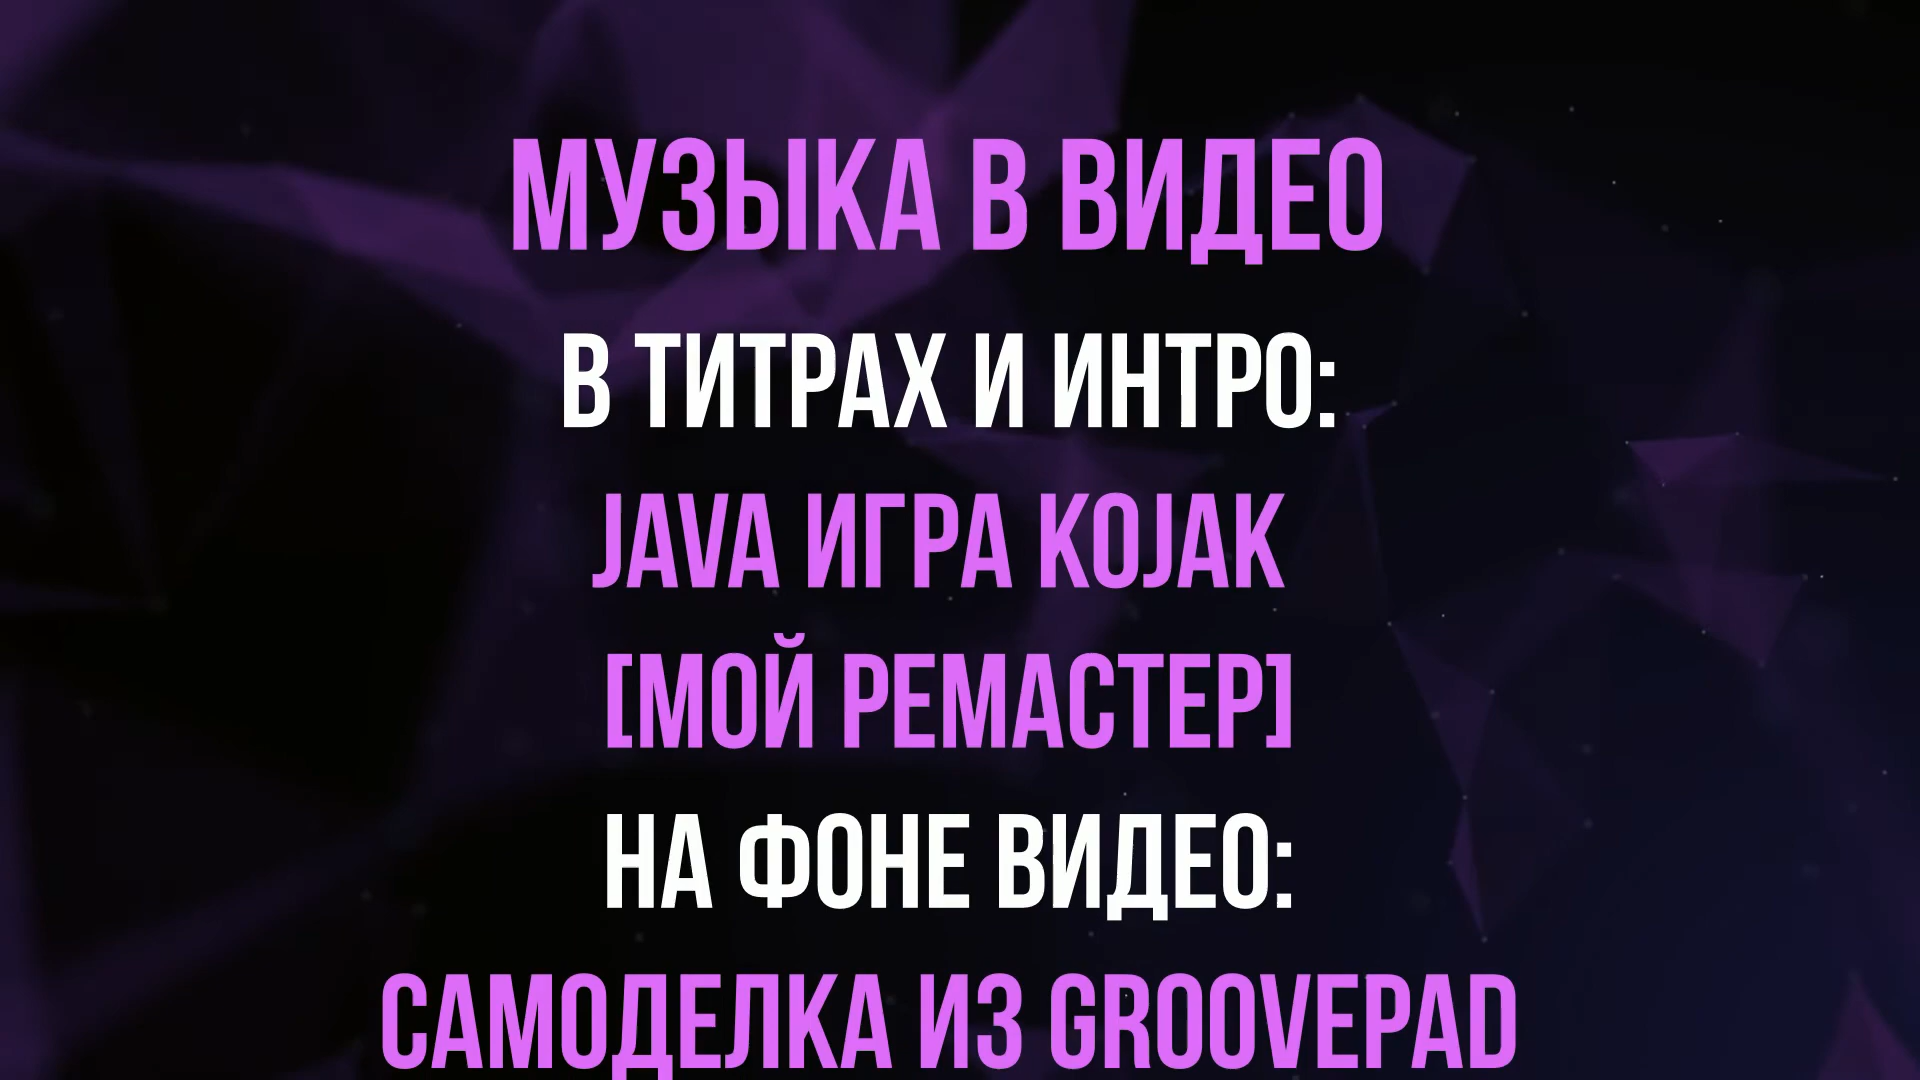 МУЗЫКА В ВИДЕО
В ТИТРАХ И ИНТРО:
JAVA ИГРА KOJAK
[МОЙ РЕМАСТЕР]
НА ФОНЕ ВИДЕО:
САМОДЕЛКА ИЗ GROOVEPAD